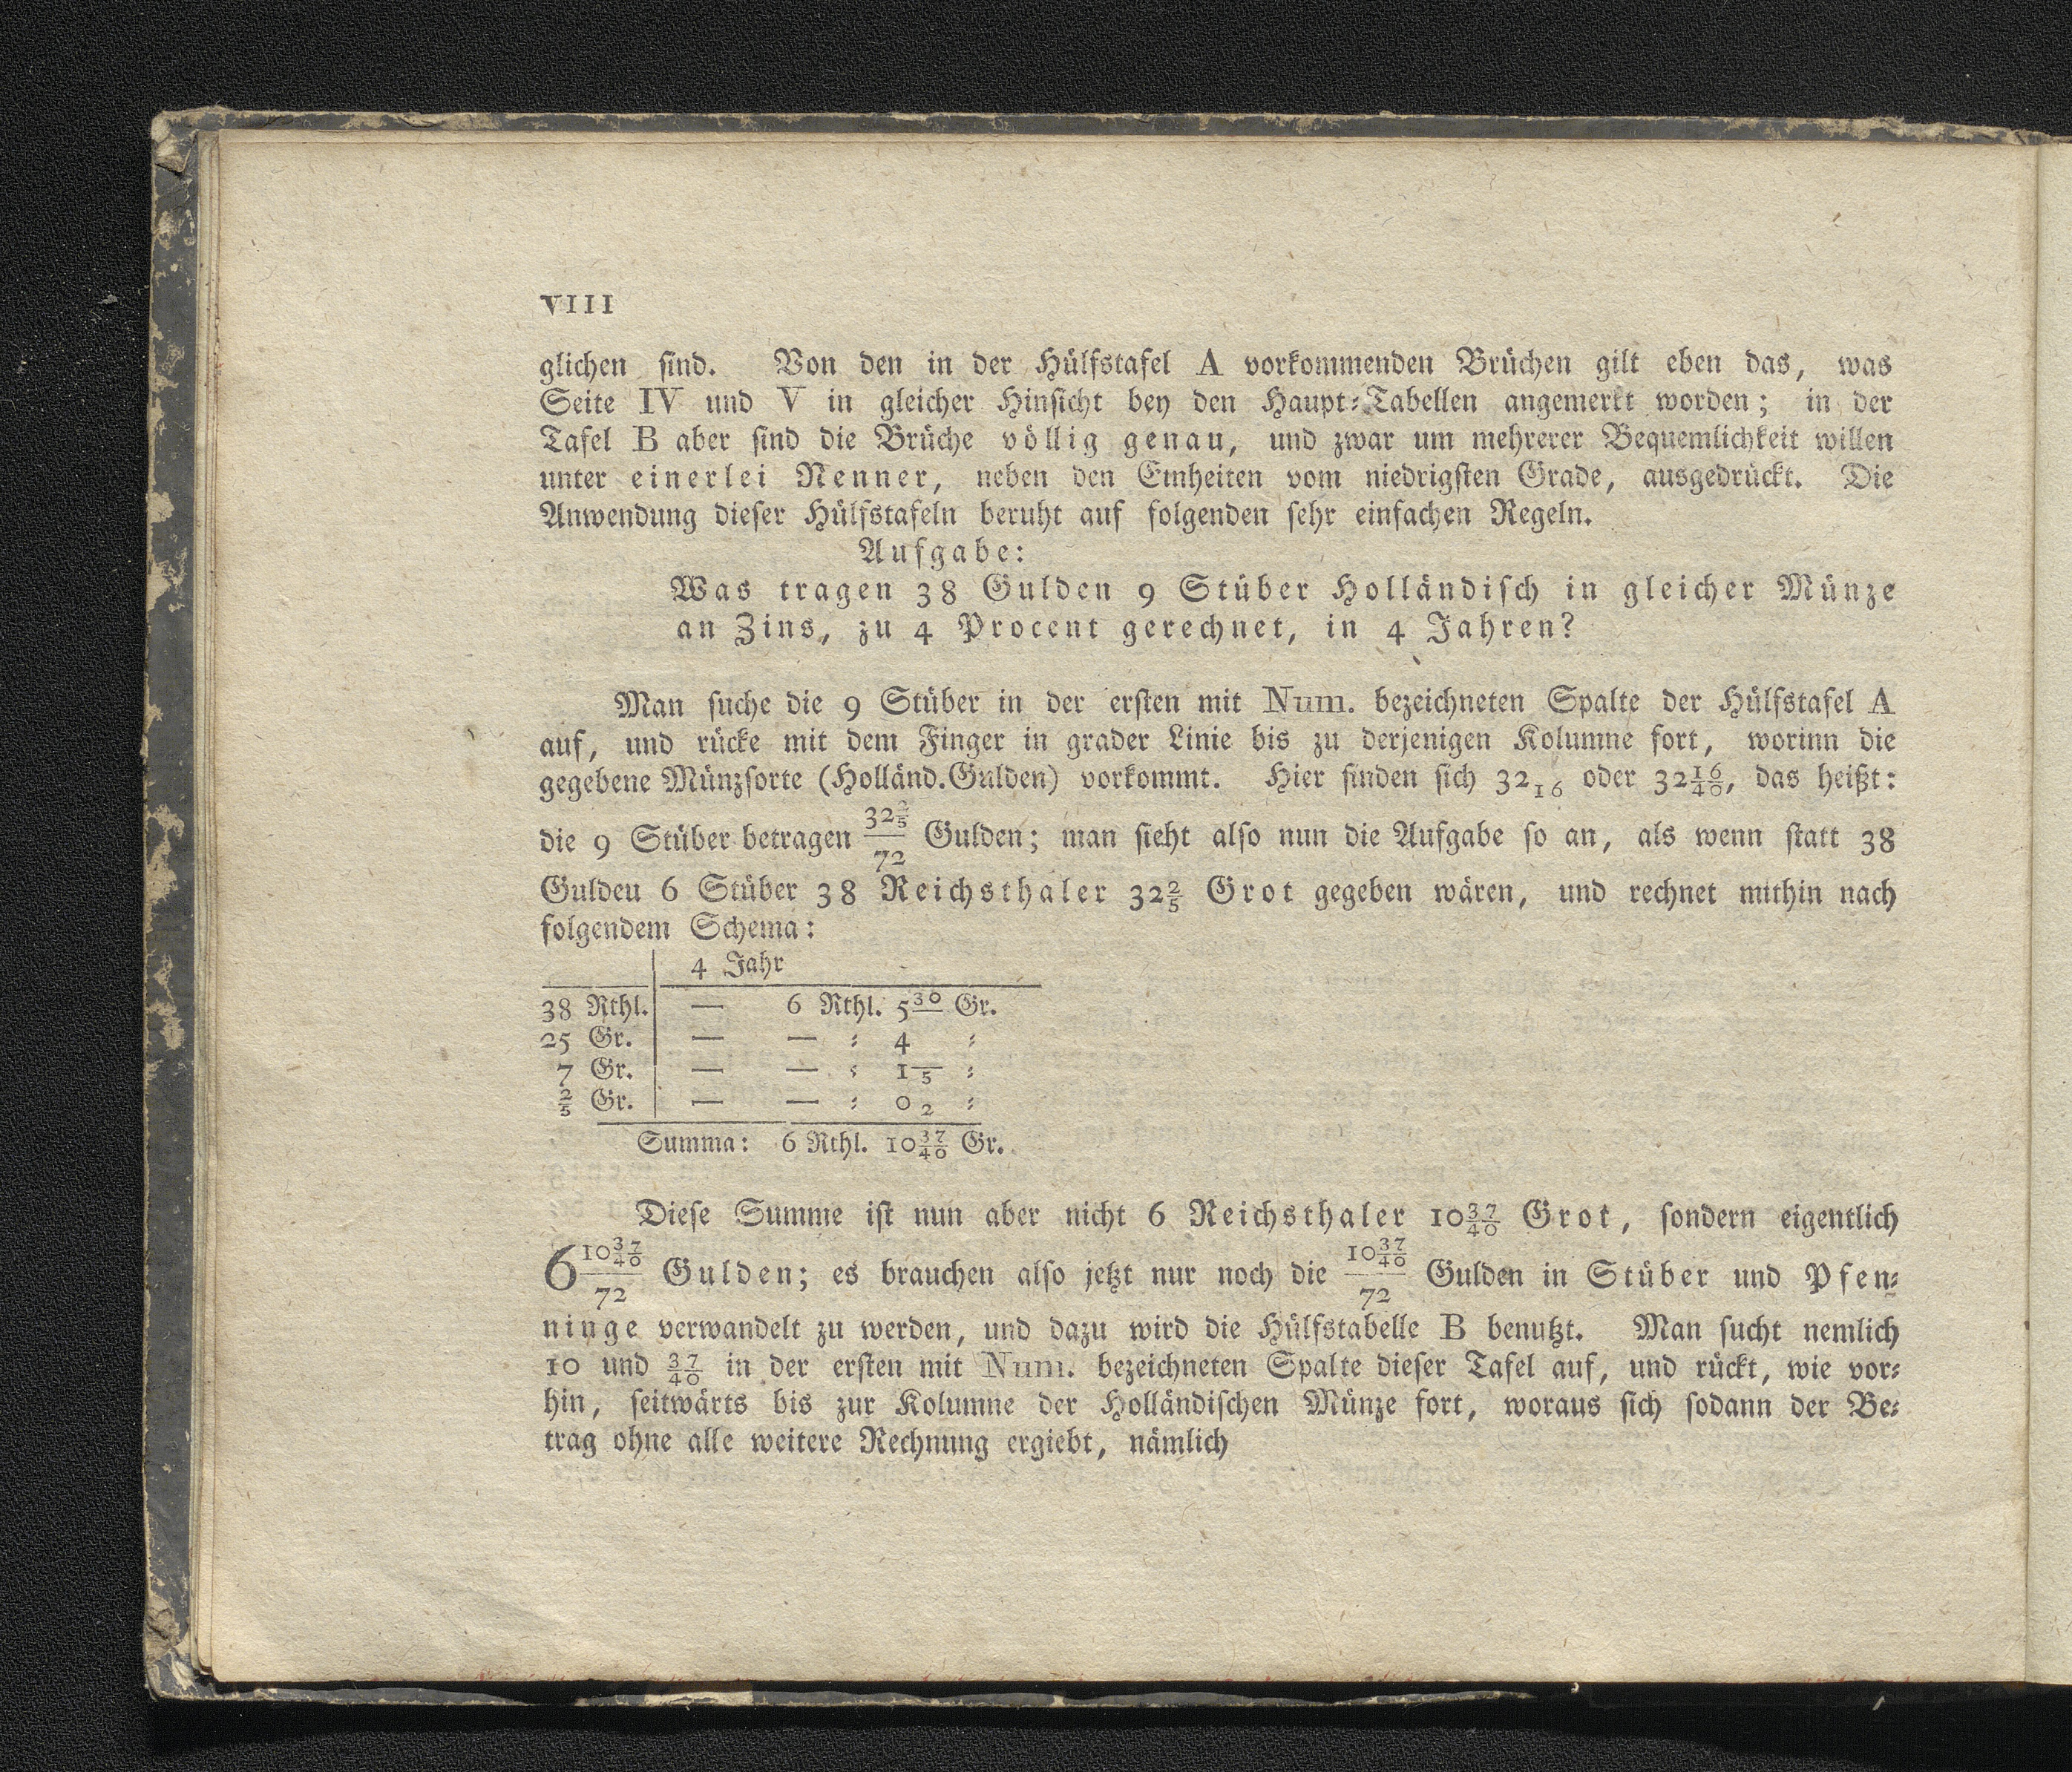 VIII
glichen sind. Von den in der Hülfstafel A vorkommenden Brüchen gilt eben das, was
Seite IV und V in gleicher Hinsicht bey den Haupt-Tabellen angemerkt worden; in der
Tafel B aber sind die Brüche völlig genau, und zwar um mehrerer Bequemlichkeit willen
unter einerlei Nenner, neben den Einheiten vom niedrigsten Grade, ausgedrückt. Die
Anwendung dieser Hülfstafeln beruht auf folgenden sehr einfachen Regeln.
Aufgabe:
Was tragen 38 Gulden 9 Stüber Holländisch in gleicher Münze
an Zins, zu 4 Procent gerechnet, in 4 Jahren?
Man suche die 9 Stüber in der ersten mit Num. bezeichneten Spalte der Hülfstafel A
auf, und rücke mit dem Finger in grader Linie bis zu derjenigen Kolumne fort, worinn die
gegebene Münzsorte (Holländ. Gulden) vorkommt. Hier finden sich 32₁₆ oder 32 16/40, das heißt:
die 9 Stüber betragen (32 2/5)/72 Gulden; man sieht also nun die Aufgabe so an, als wenn statt 38
Gulden 6 Stüber 38 Reichsthaler 32 2/5 Grot gegeben wären, und rechnet mithin nach
folgendem Schema:
4 Jahr
38 Rthl. — 6 Rthl. 5 30 Gr.
25 Gr. — — = 4 =
7 Gr. — — = 1 5 =
2/5 Gr. — — = 0 2 =
Summa: 6 Rthl. 10 37/40 Gr.
Diese Summe ist nun aber nicht 6 Reichsthaler 10 37/40 Grot, sondern eigentlich
6 (10 37/40)/72 Gulden; es brauchen also jetzt nur noch die (10 37/40)/72 Gulden in Stüber und Pfen-
ninge verwandelt zu werden, und dazu wird die Hülfstabelle B benutzt. Man sucht nemlich
10 und 37/40 in der ersten mit Num. bezeichneten Spalte dieser Tafel auf, und rückt, wie vor-
hin, seitwärts bis zur Kolumne der Holländischen Münze fort, woraus sich sodann der Be-
trag ohne alle weitere Rechnung ergiebt, nämlich